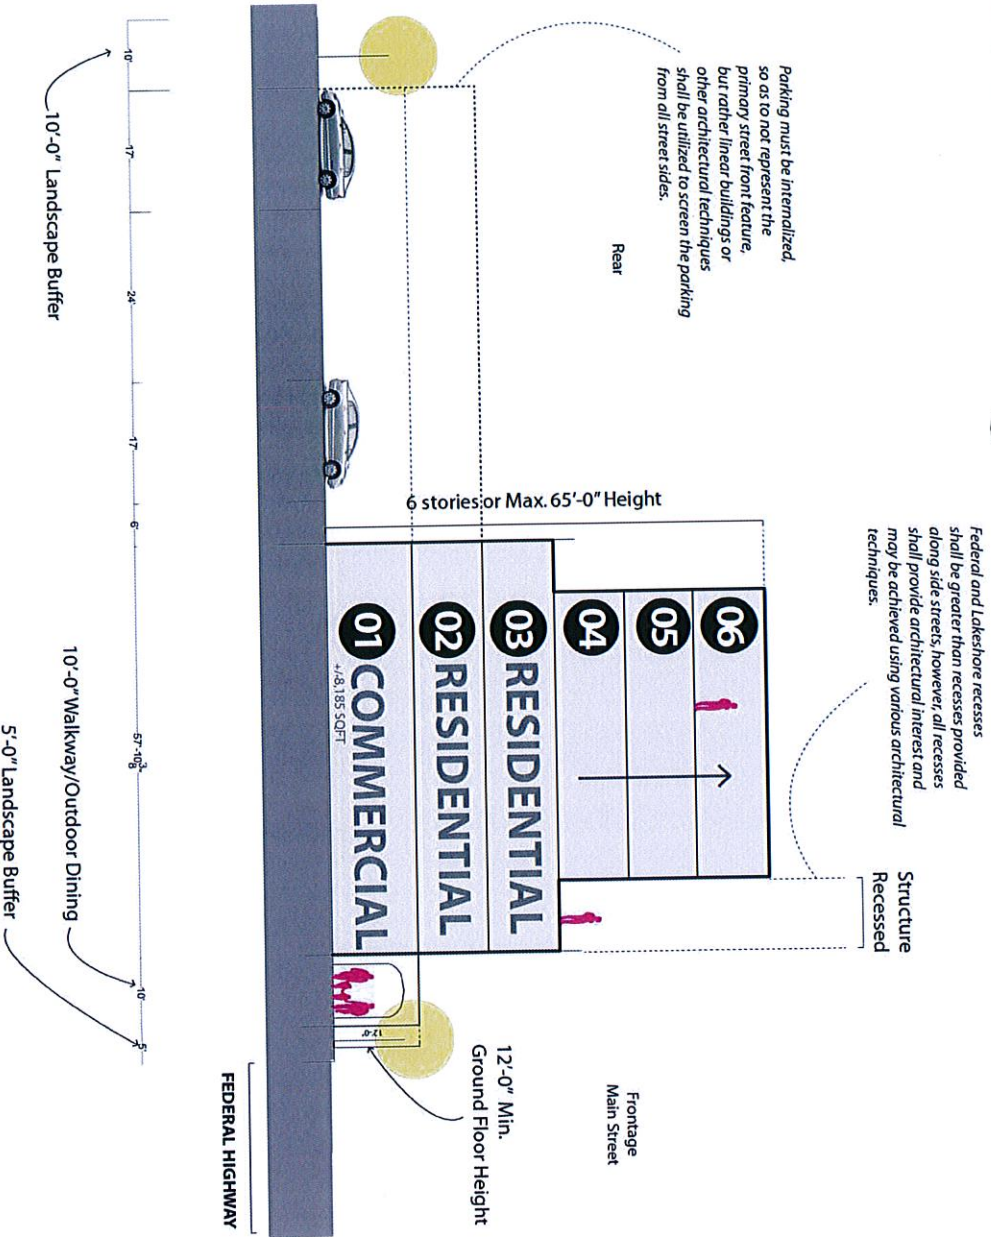 Parking must be internalized,
so as to not represent the
primary street front feature,
but rather linear buildings or
other architectural techniques
shall be utilized to screen the parking
from all street sides.
Rear
Federal and Lakeshore recesses
shall be greater than recesses provided
along side streets, however, all recesses
shall provide architectural interest and
may be achieved using various architectural
techniques.
Structure
Recessed
6 stories or Max. 65'-0" Height
06
05
04
03 RESIDENTIAL
02 RESIDENTIAL
01 COMMERCIAL
+/-8,185 SQFT
Frontage
Main Street
12'-0" Min.
Ground Floor Height
12'-0"
FEDERAL HIGHWAY
10' 17' 24' 17' 6' 57'-10 3/8" 10' 5'
10'-0" Landscape Buffer
10'-0" Walkway/Outdoor Dining
5'-0" Landscape Buffer